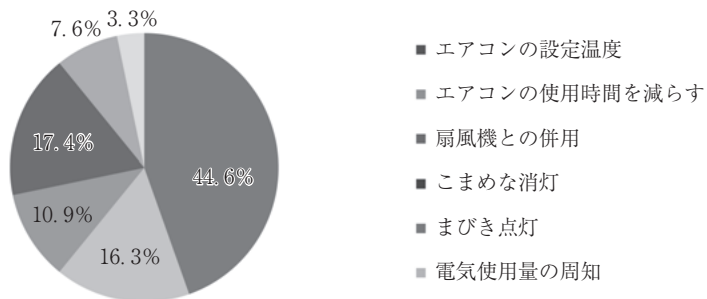 7.6%
3.3%
17.4%
44.6%
10.9%
16.3%
エアコンの設定温度
エアコンの使用時間を減らす
扇風機との併用
こまめな消灯
まびき点灯
電気使用量の周知